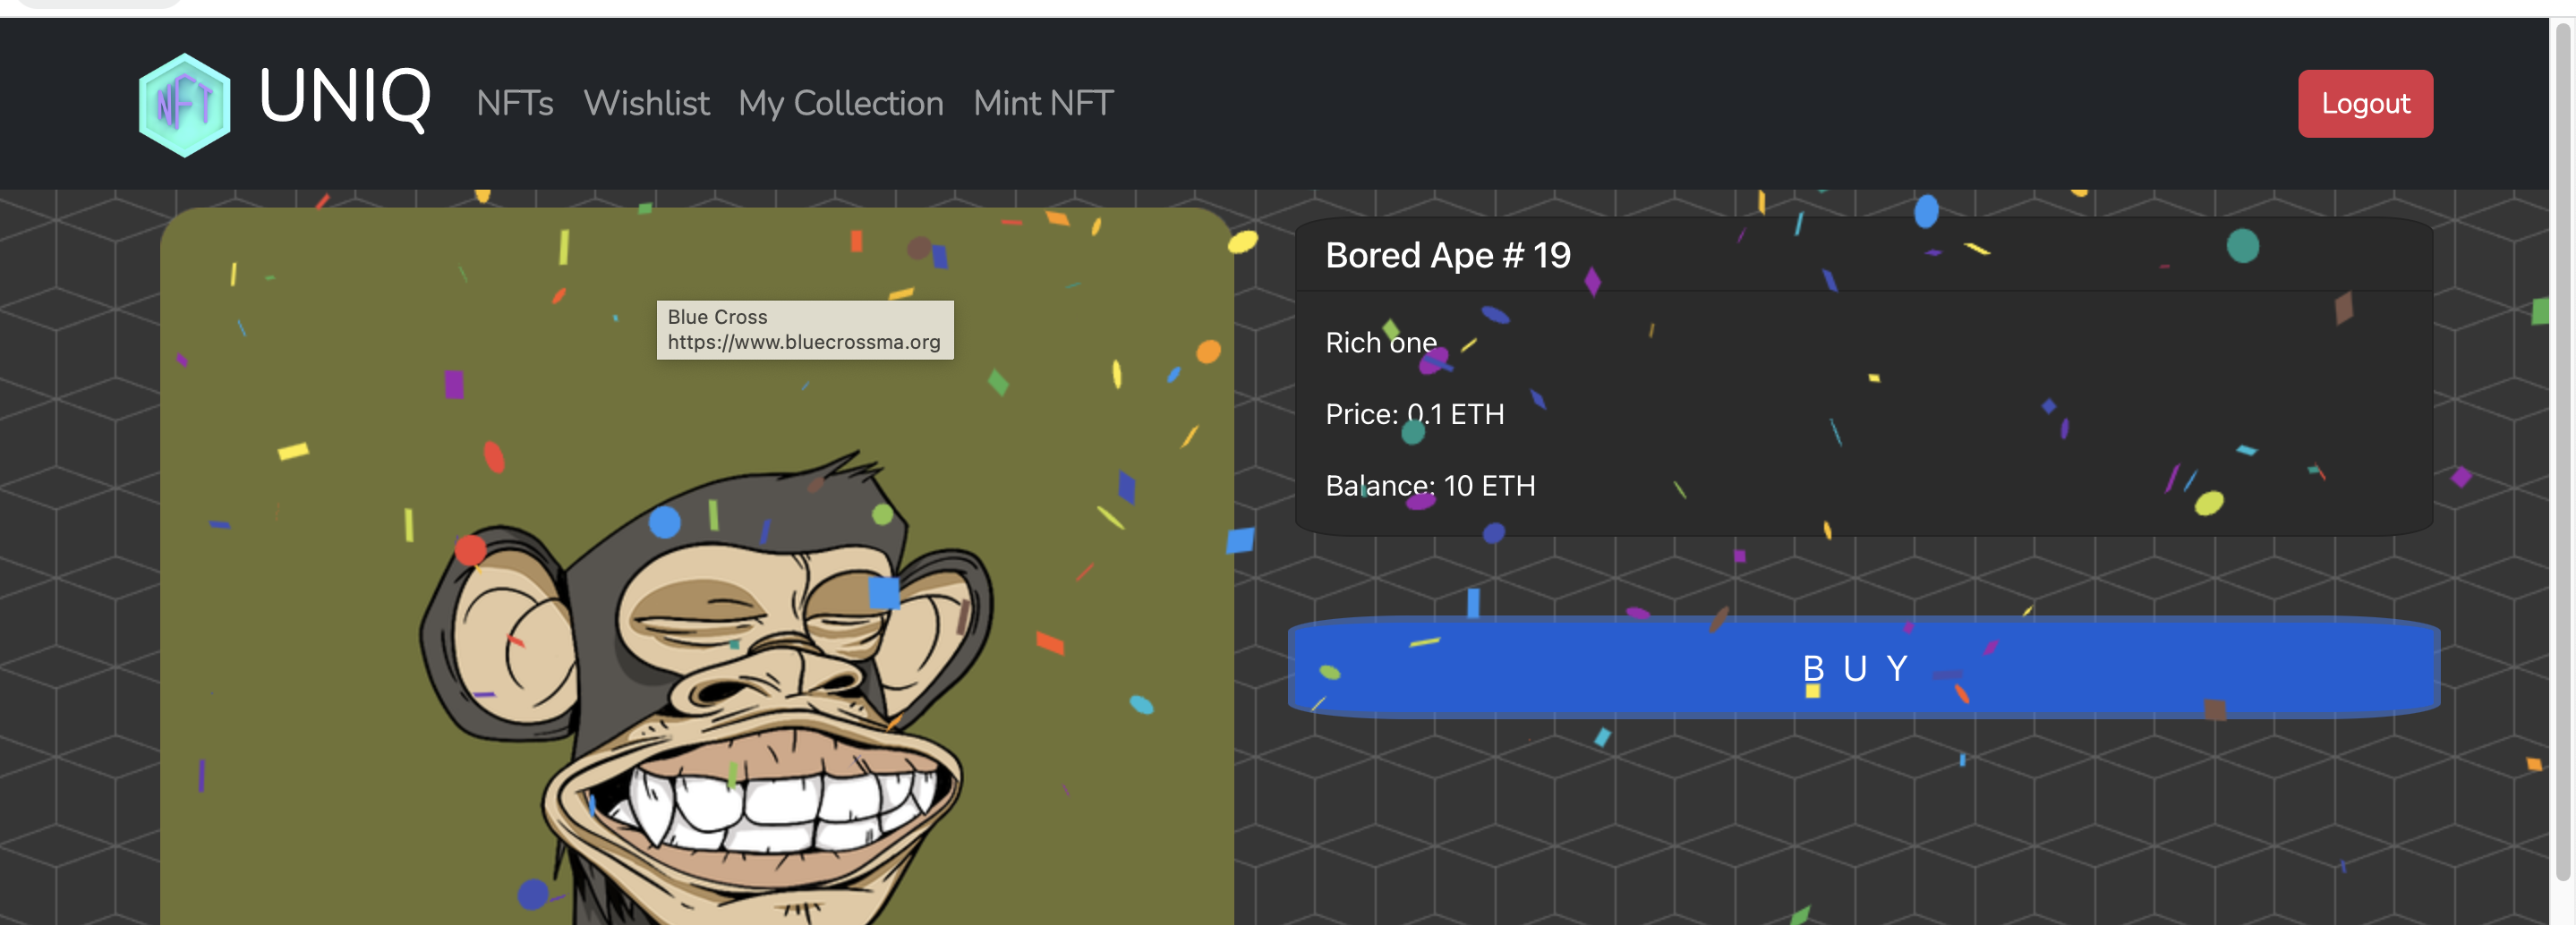 NFT
UNIQ
NFTs
Wishlist
My Collection
Mint NFT
Logout
Blue Cross
https://www.bluecrossma.org
Bored Ape # 19
Rich one
Price: 0.1 ETH
Balance: 10 ETH
BUY